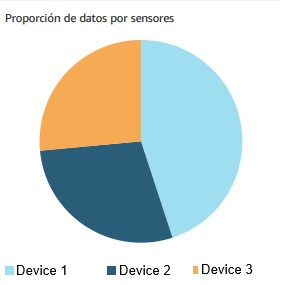 Proporción de datos por sensores
Device 1 Device 2 Device 3